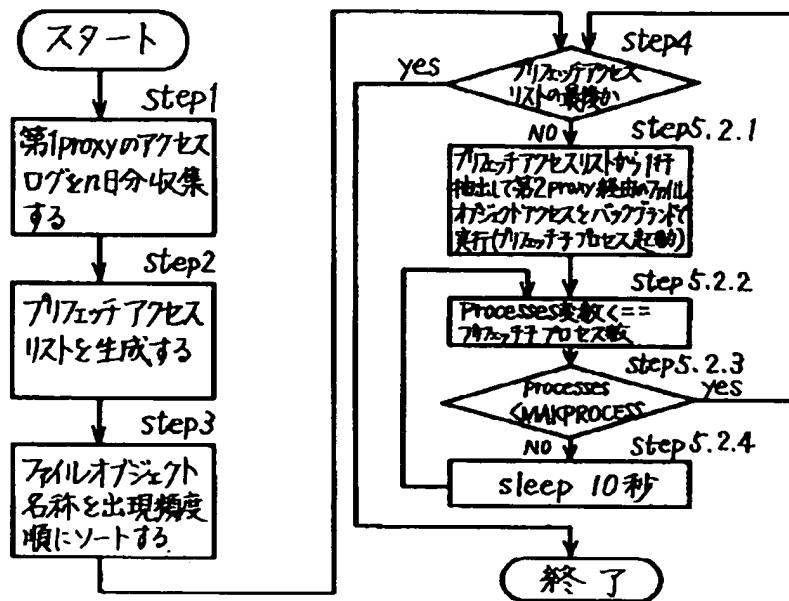 スタート
step1
第1proxyのアクセス
ログをn日分収集
する
step2
プリフェッチアクセス
リストを生成する
step3
ファイルオブジェクト
名称を出現頻度
順にソートする
step4
yes
プリフェッチアクセス
リストの最後か
NO
step5.2.1
プリフェッチアクセスリストから1行
抽出して第2proxy経由のファイル
オブジェクトアクセスをバックグランドで
実行(プリフェッチ子プロセス起動)
step5.2.2
Processes変数<==
プリフェッチ子プロセス数
step5.2.3
processes
<MAKPROCESS
yes
NO
step5.2.4
sleep 10秒
終了